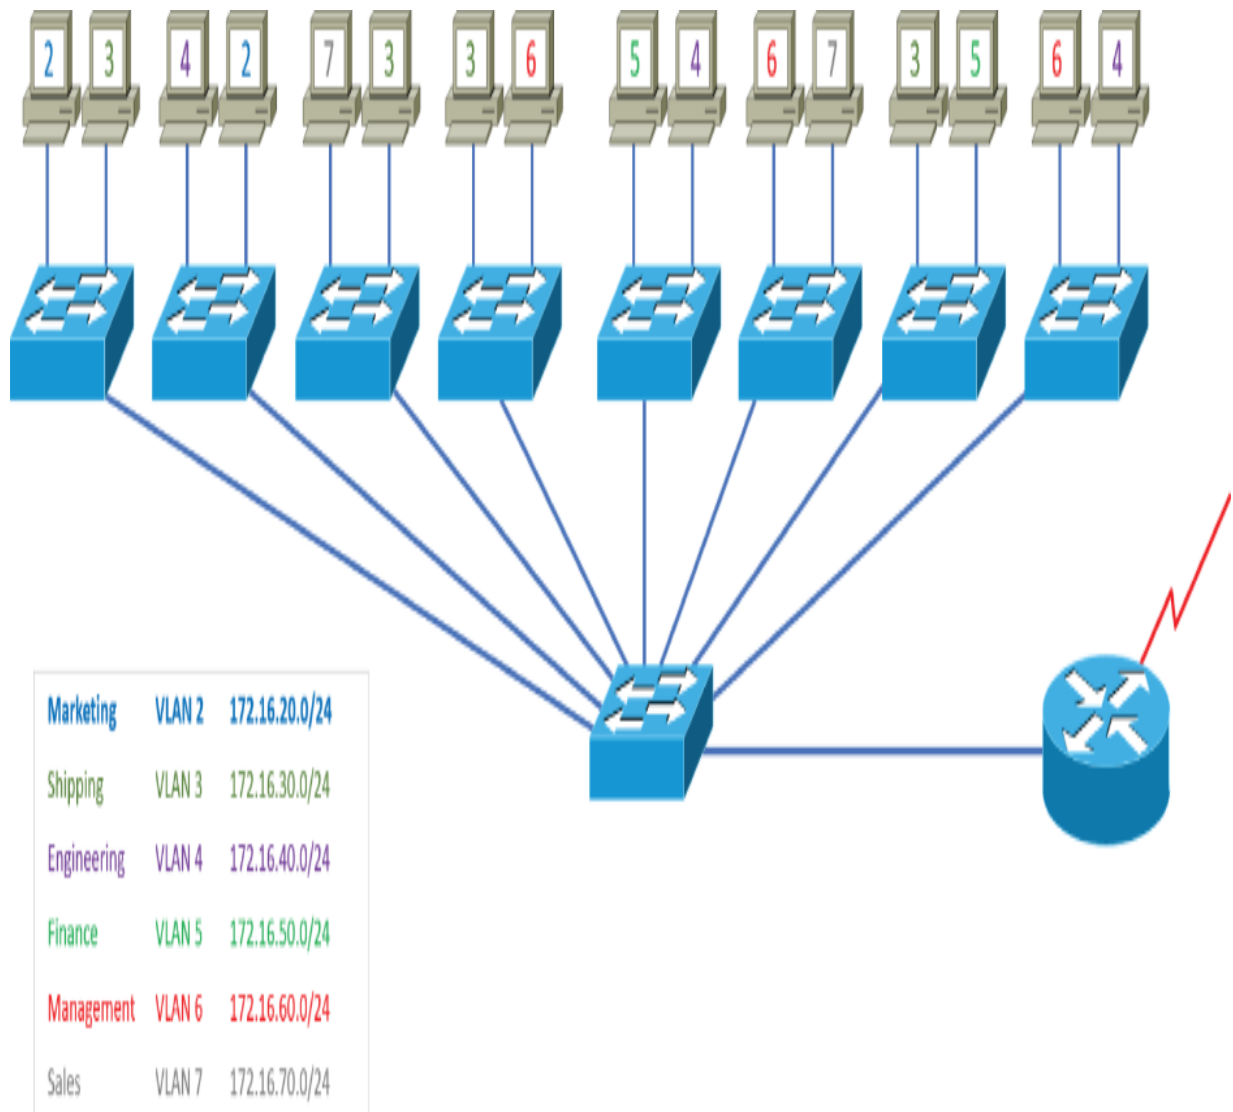 2 3 4 2 7 3 3 6 5 4 6 7 3 5 6 4
Marketing VLAN 2 172.16.20.0/24
Shipping VLAN 3 172.16.30.0/24
Engineering VLAN 4 172.16.40.0/24
Finance VLAN 5 172.16.50.0/24
Management VLAN 6 172.16.60.0/24
Sales VLAN 7 172.16.70.0/24